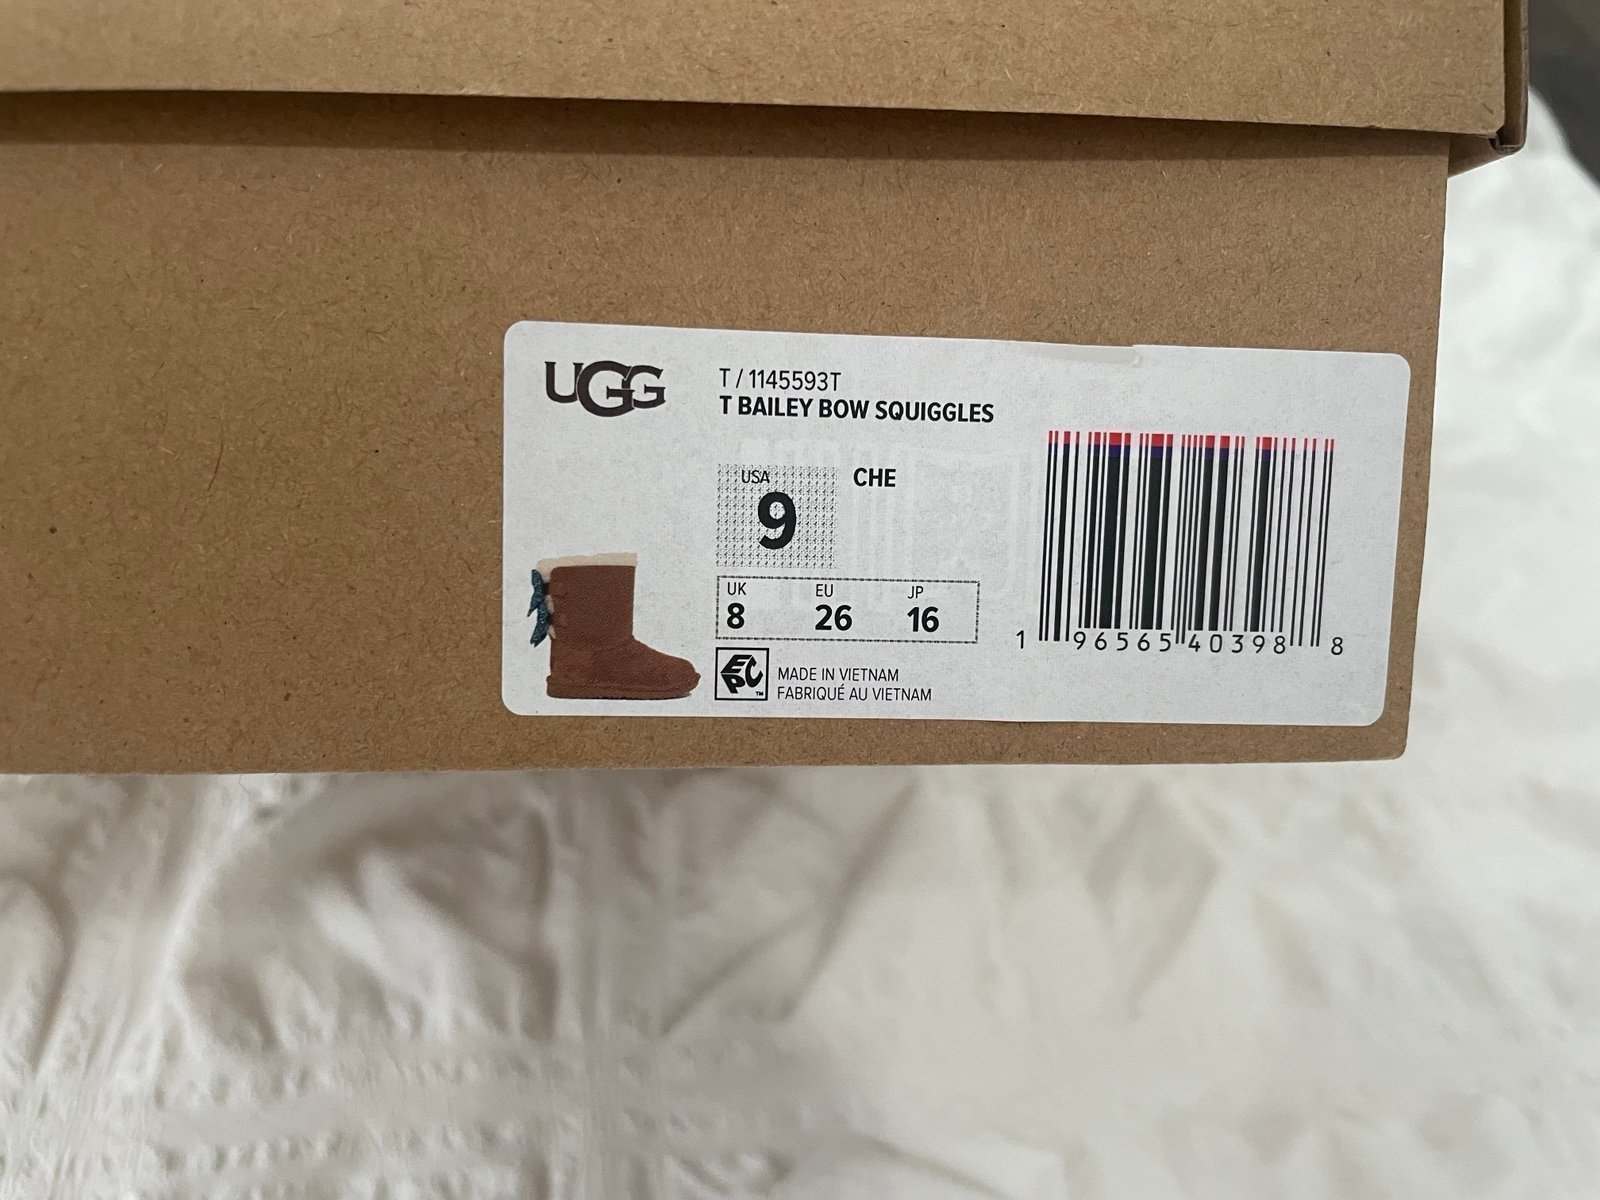 UGG
T / 1145593T
T BAILEY BOW SQUIGGLES
USA
9
CHE
UK EU JP
8 26 16
EPC™
MADE IN VIETNAM
FABRIQUÉ AU VIETNAM
1 96565 40398 8